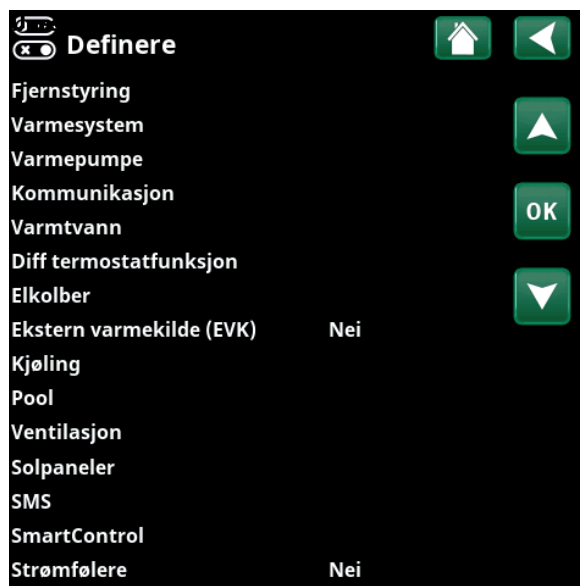 Definere
Fjernstyring
Varmesystem
Varmepumpe
Kommunikasjon
OK
Varmtvann
Diff termostatfunksjon
Elkolber
Ekstern varmekilde (EVK) Nei
Kjøling
Pool
Ventilasjon
Solpaneler
SMS
SmartControl
Strømfølere Nei